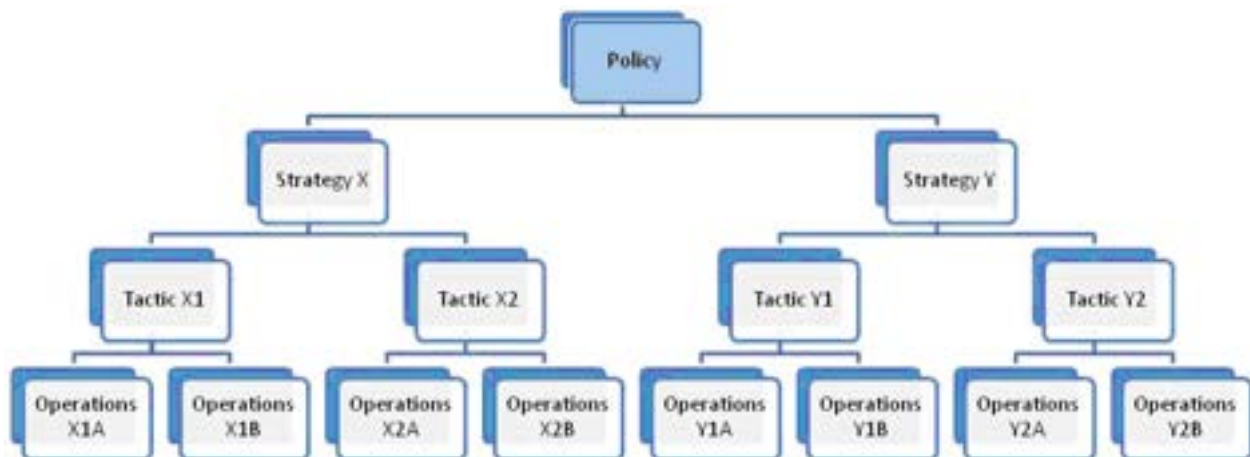 Policy
Strategy X
Strategy Y
Tactic X1
Tactic X2
Tactic Y1
Tactic Y2
Operations
X1A
Operations
X1B
Operations
X2A
Operations
X2B
Operations
Y1A
Operations
Y1B
Operations
Y2A
Operations
Y2B